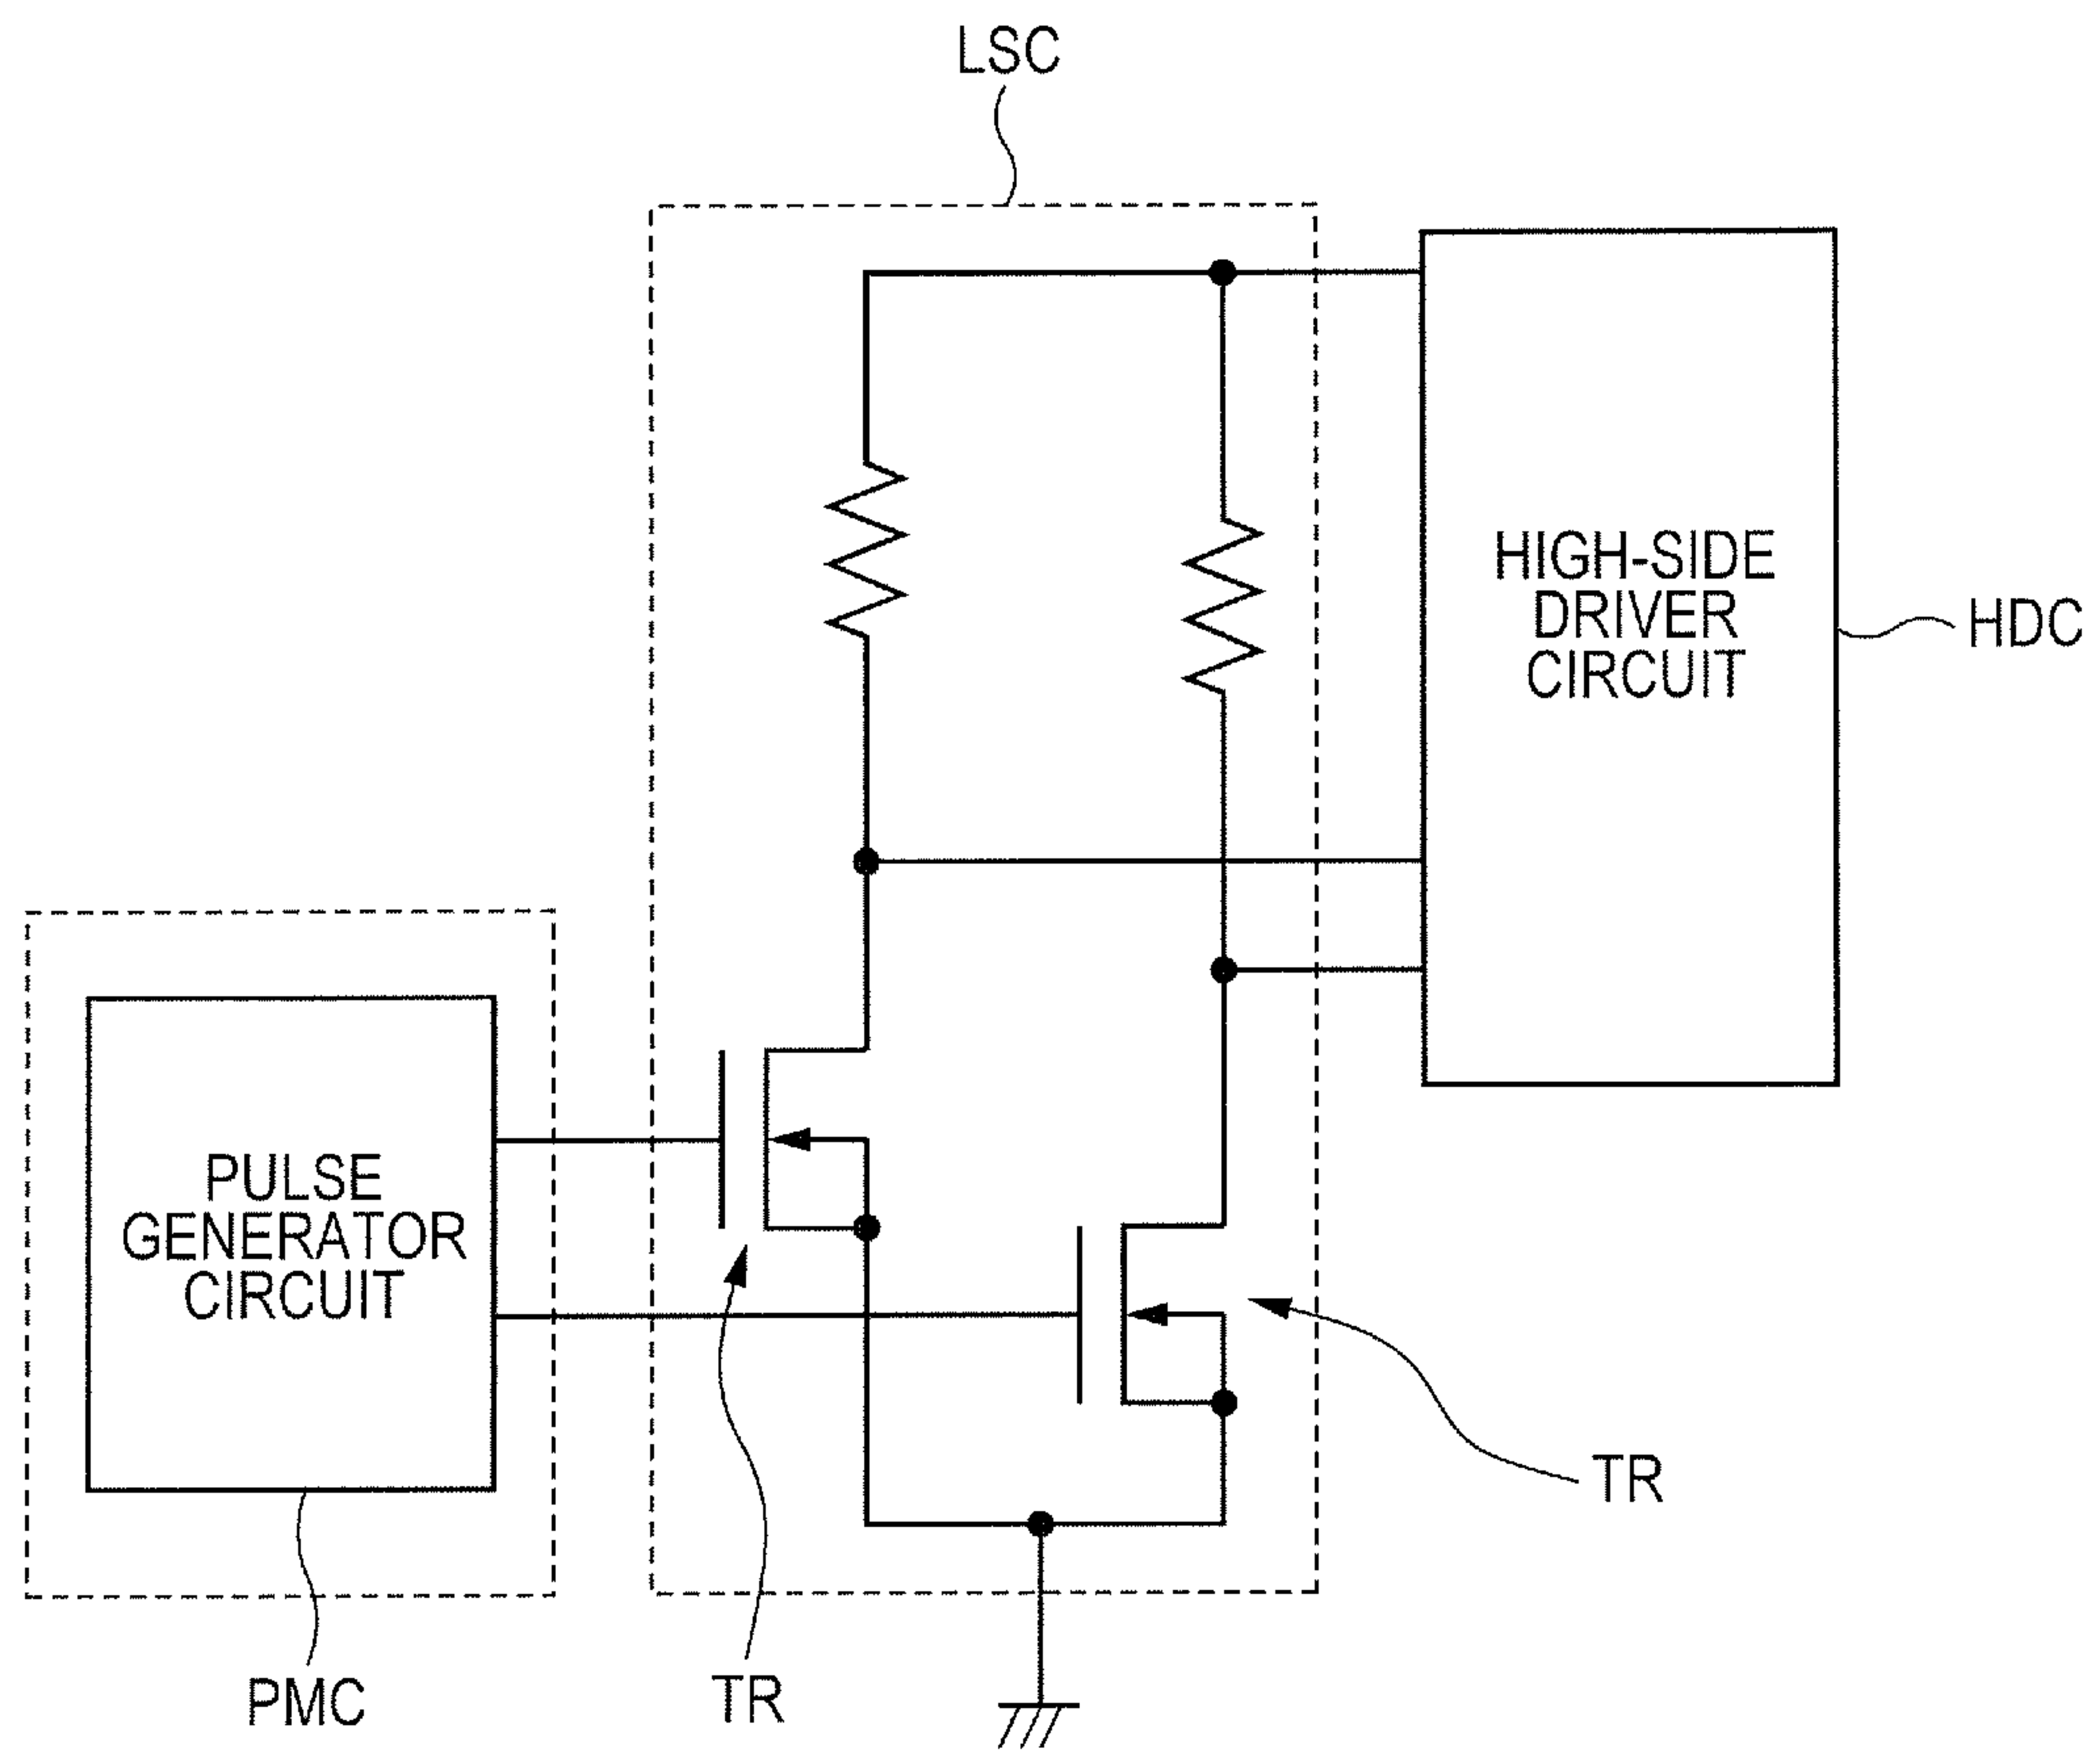 LSC
HIGH-SIDE
DRIVER
CIRCUIT
HDC
PULSE
GENERATOR
CIRCUIT
TR
PMC
TR